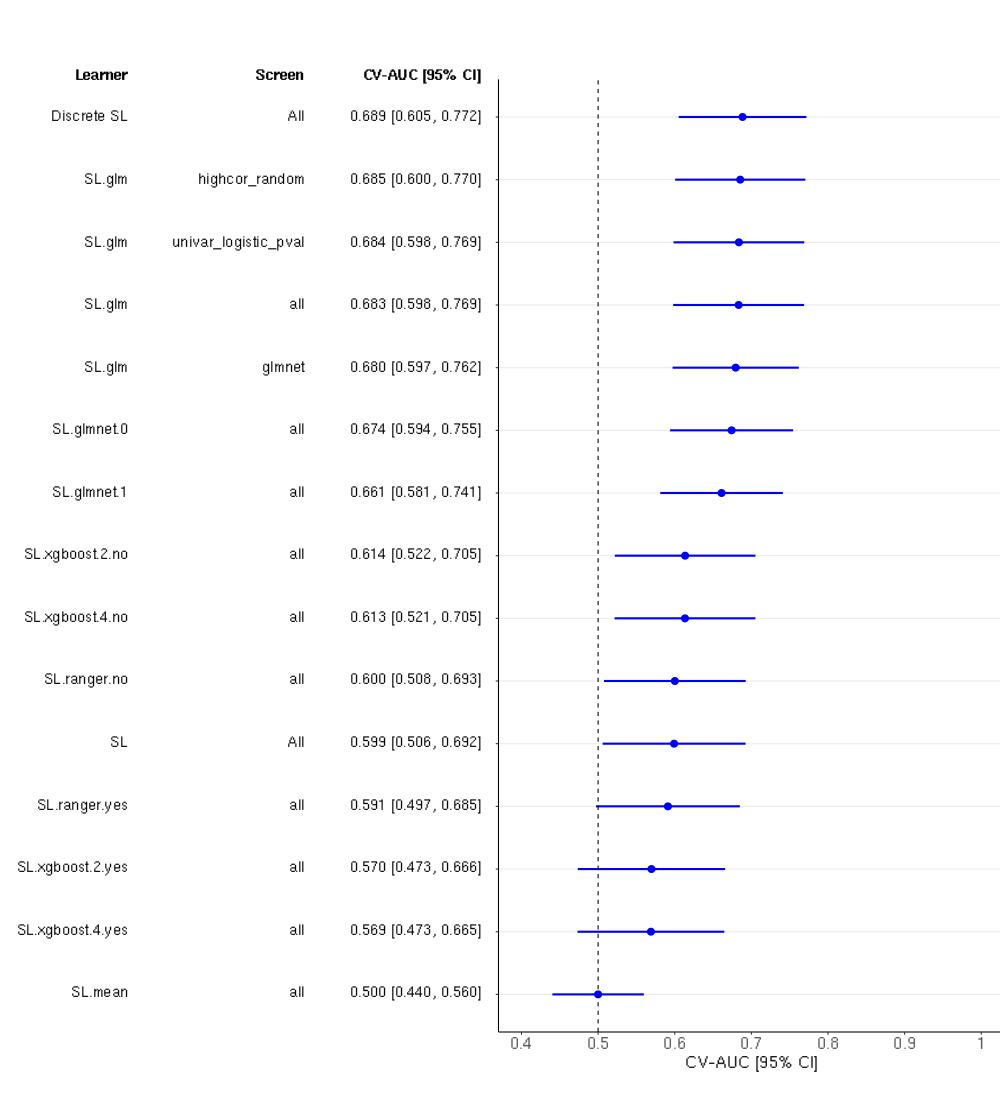 Learner Screen CV-AUC [95% CI]
Discrete SL All 0.689 [0.605, 0.772]
SL.glm highcor_random 0.685 [0.600, 0.770]
SL.glm univar_logistic_pval 0.684 [0.598, 0.769]
SL.glm all 0.683 [0.598, 0.769]
SL.glm glmnet 0.680 [0.597, 0.762]
SL.glmnet.0 all 0.674 [0.594, 0.755]
SL.glmnet.1 all 0.661 [0.581, 0.741]
SL.xgboost.2.no all 0.614 [0.522, 0.705]
SL.xgboost.4.no all 0.613 [0.521, 0.705]
SL.ranger.no all 0.600 [0.508, 0.693]
SL All 0.599 [0.506, 0.692]
SL.ranger.yes all 0.591 [0.497, 0.685]
SL.xgboost.2.yes all 0.570 [0.473, 0.666]
SL.xgboost.4.yes all 0.569 [0.473, 0.665]
SL.mean all 0.500 [0.440, 0.560]
0.4 0.5 0.6 0.7 0.8 0.9 1
CV-AUC [95% CI]